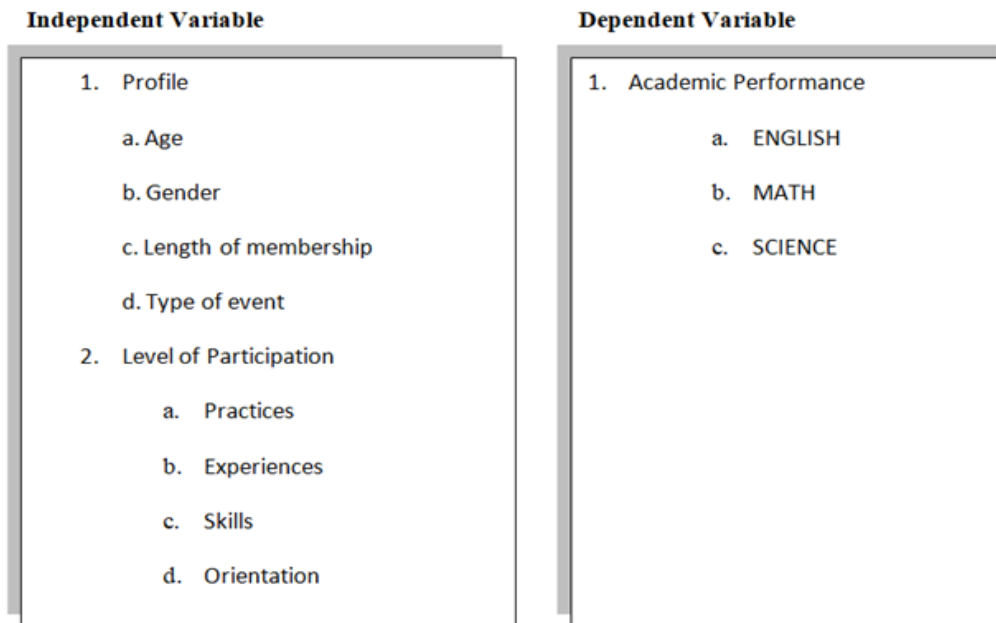 Independent Variable
1. Profile
a. Age
b. Gender
c. Length of membership
d. Type of event
2. Level of Participation
a. Practices
b. Experiences
c. Skills
d. Orientation
Dependent Variable
1. Academic Performance
a. ENGLISH
b. MATH
c. SCIENCE